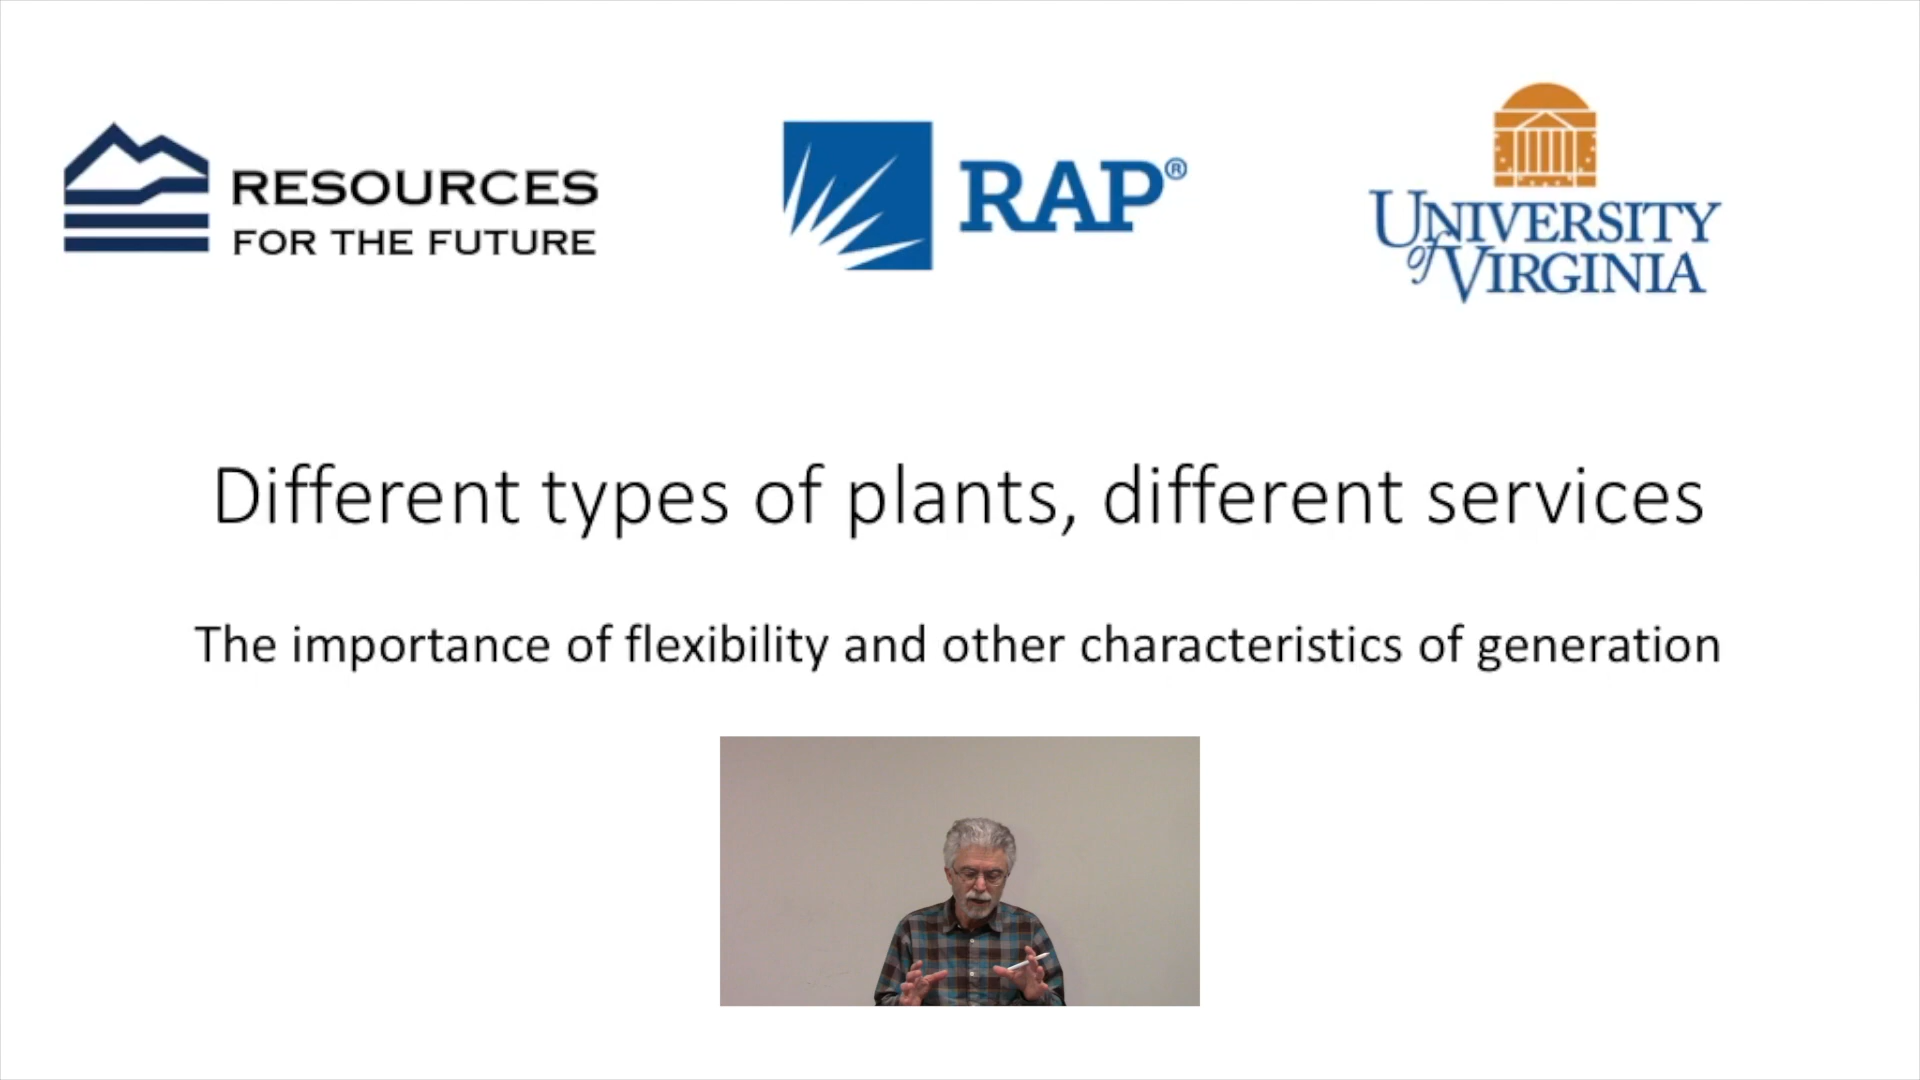 RESOURCES
FOR THE FUTURE
RAP®
UNIVERSITY
of VIRGINIA
Different types of plants, different services
The importance of flexibility and other characteristics of generation